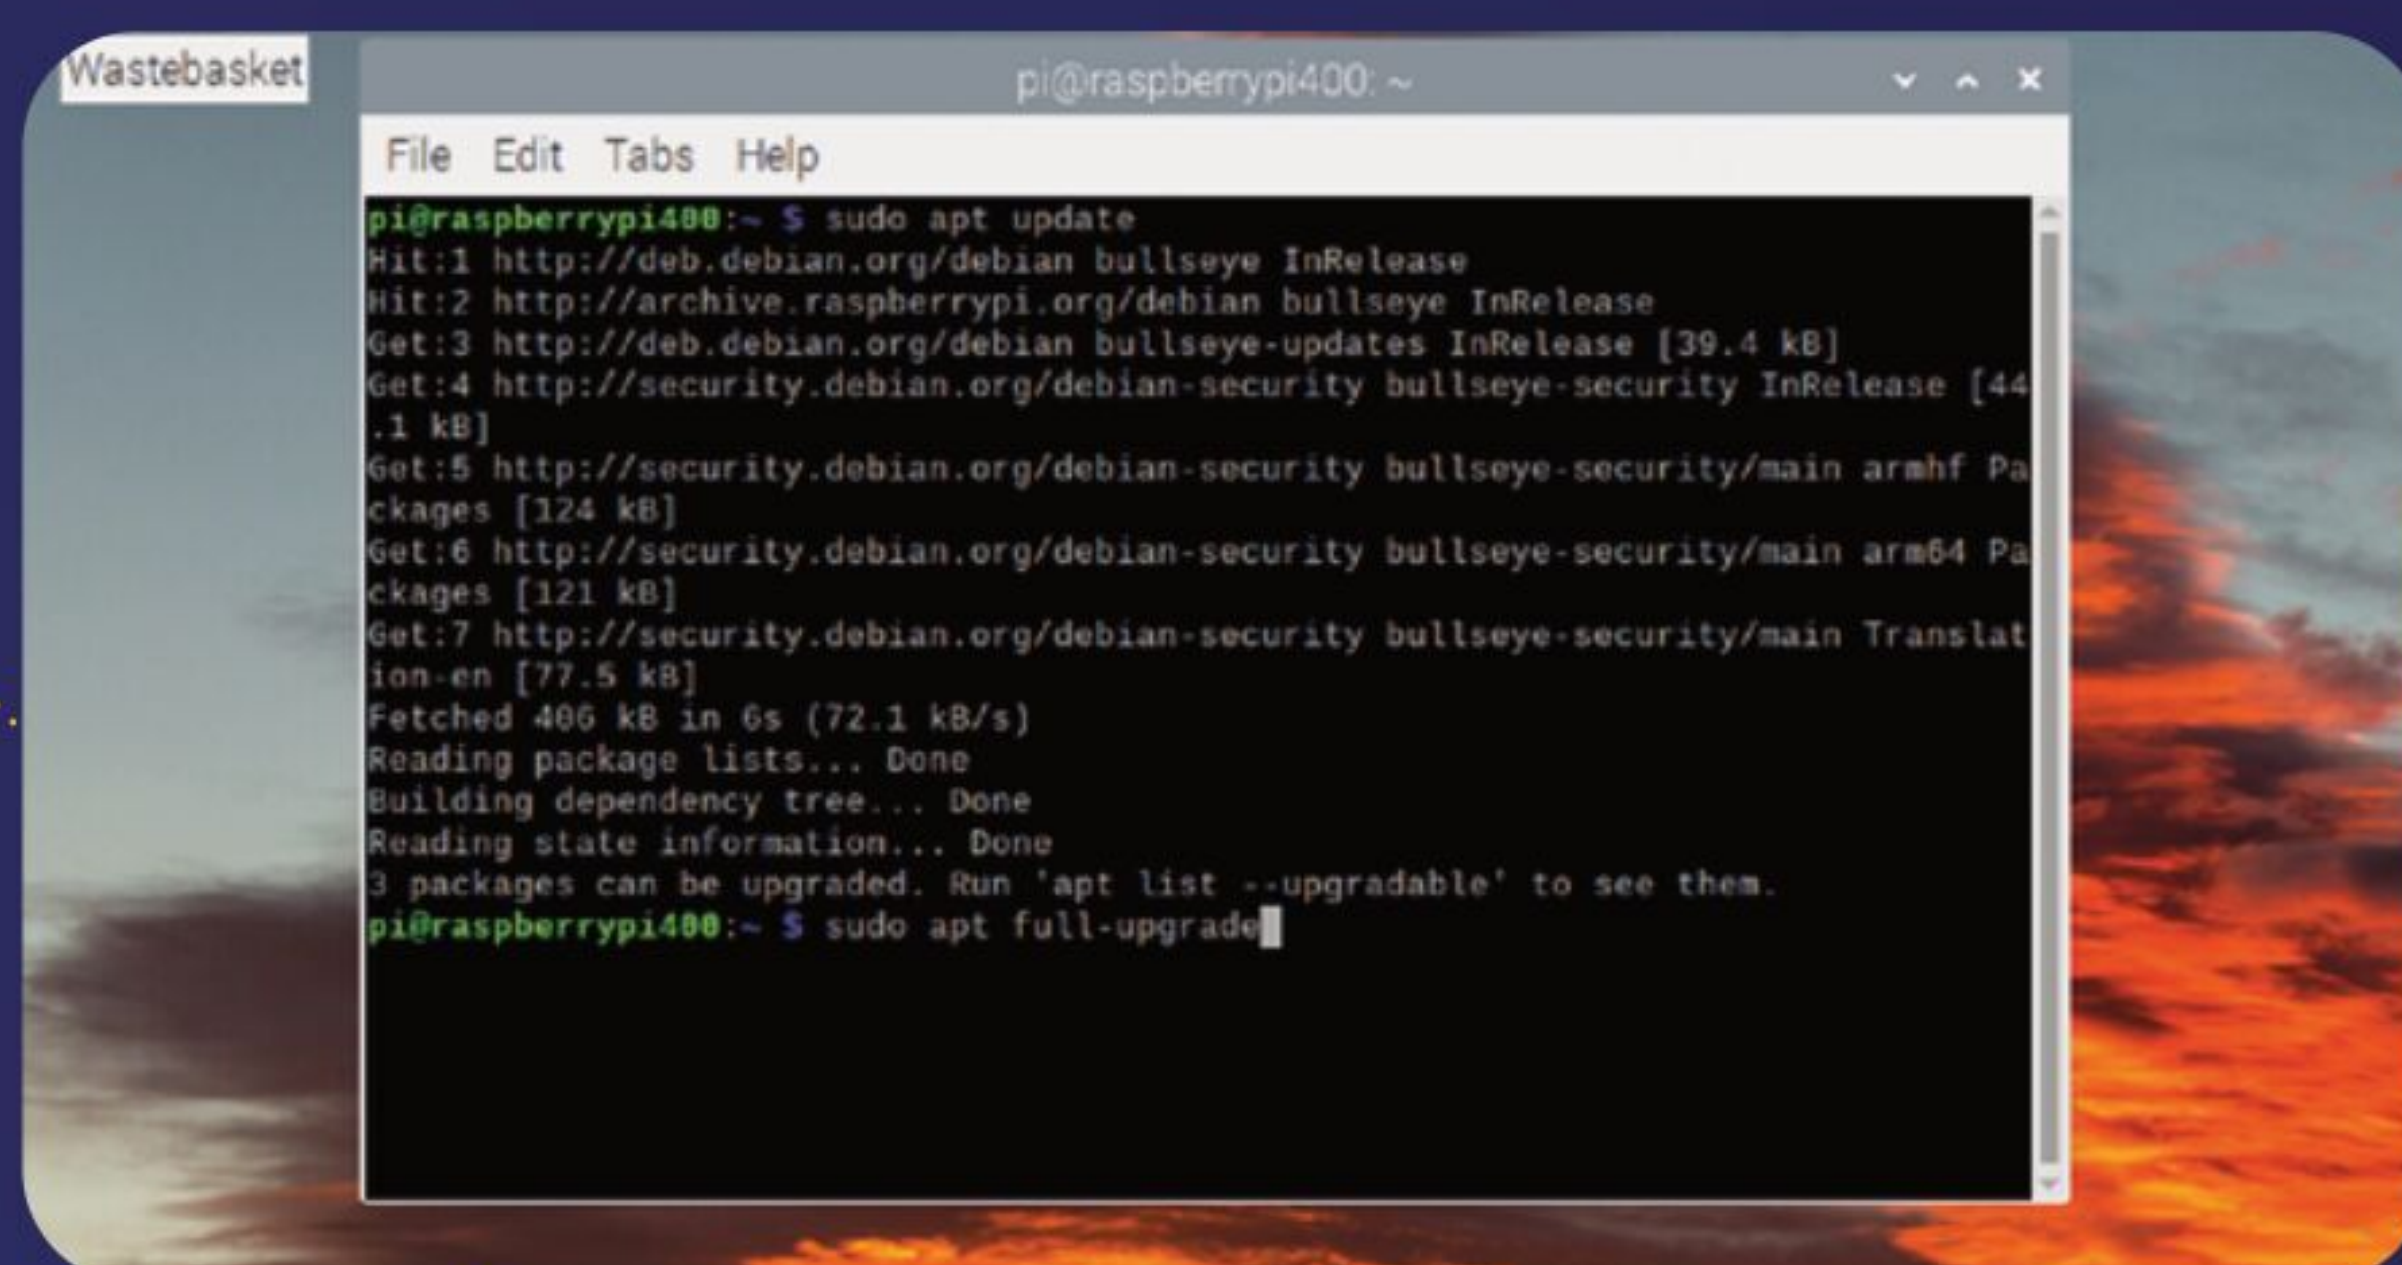 Wastebasket
pi@raspberrypi400: ~
File Edit Tabs Help
pi@raspberrypi400:~ $ sudo apt update
Hit:1 http://deb.debian.org/debian bullseye InRelease
Hit:2 http://archive.raspberrypi.org/debian bullseye InRelease
Get:3 http://deb.debian.org/debian bullseye-updates InRelease [39.4 kB]
Get:4 http://security.debian.org/debian-security bullseye-security InRelease [44
.1 kB]
Get:5 http://security.debian.org/debian-security bullseye-security/main armhf Pa
ckages [124 kB]
Get:6 http://security.debian.org/debian-security bullseye-security/main arm64 Pa
ckages [121 kB]
Get:7 http://security.debian.org/debian-security bullseye-security/main Translat
ion-en [77.5 kB]
Fetched 406 kB in 6s (72.1 kB/s)
Reading package lists... Done
Building dependency tree... Done
Reading state information... Done
3 packages can be upgraded. Run 'apt list --upgradable' to see them.
pi@raspberrypi400:~ $ sudo apt full-upgrade